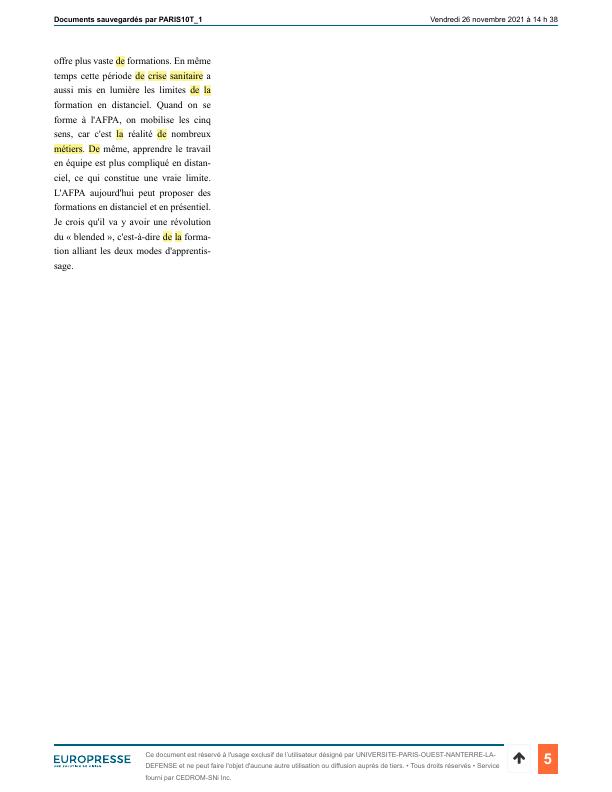 Documents sauvegardés par PARIS10T_1
Vendredi 26 novembre 2021 à 14 h 38
offre plus vaste de formations. En même
temps cette période de crise sanitaire a
aussi mis en lumière les limites de la
formation en distanciel. Quand on se
forme à l'AFPA, on mobilise les cinq
sens, car c'est la réalité de nombreux
métiers. De même, apprendre le travail
en équipe est plus compliqué en distan-
ciel, ce qui constitue une vraie limite.
L'AFPA aujourd'hui peut proposer des
formations en distanciel et en présentiel.
Je crois qu'il va y avoir une révolution
du « blended », c'est-à-dire de la forma-
tion alliant les deux modes d'apprentis-
sage.
EUROPRESSE
Ce document est réservé à l'usage exclusif de l'utilisateur désigné par UNIVERSITE-PARIS-OUEST-NANTERRE-LA-
DEFENSE et ne peut faire l'objet d'aucune autre utilisation ou diffusion auprès de tiers. • Tous droits réservés • Service
fourni par CEDROM-SNi Inc.
5